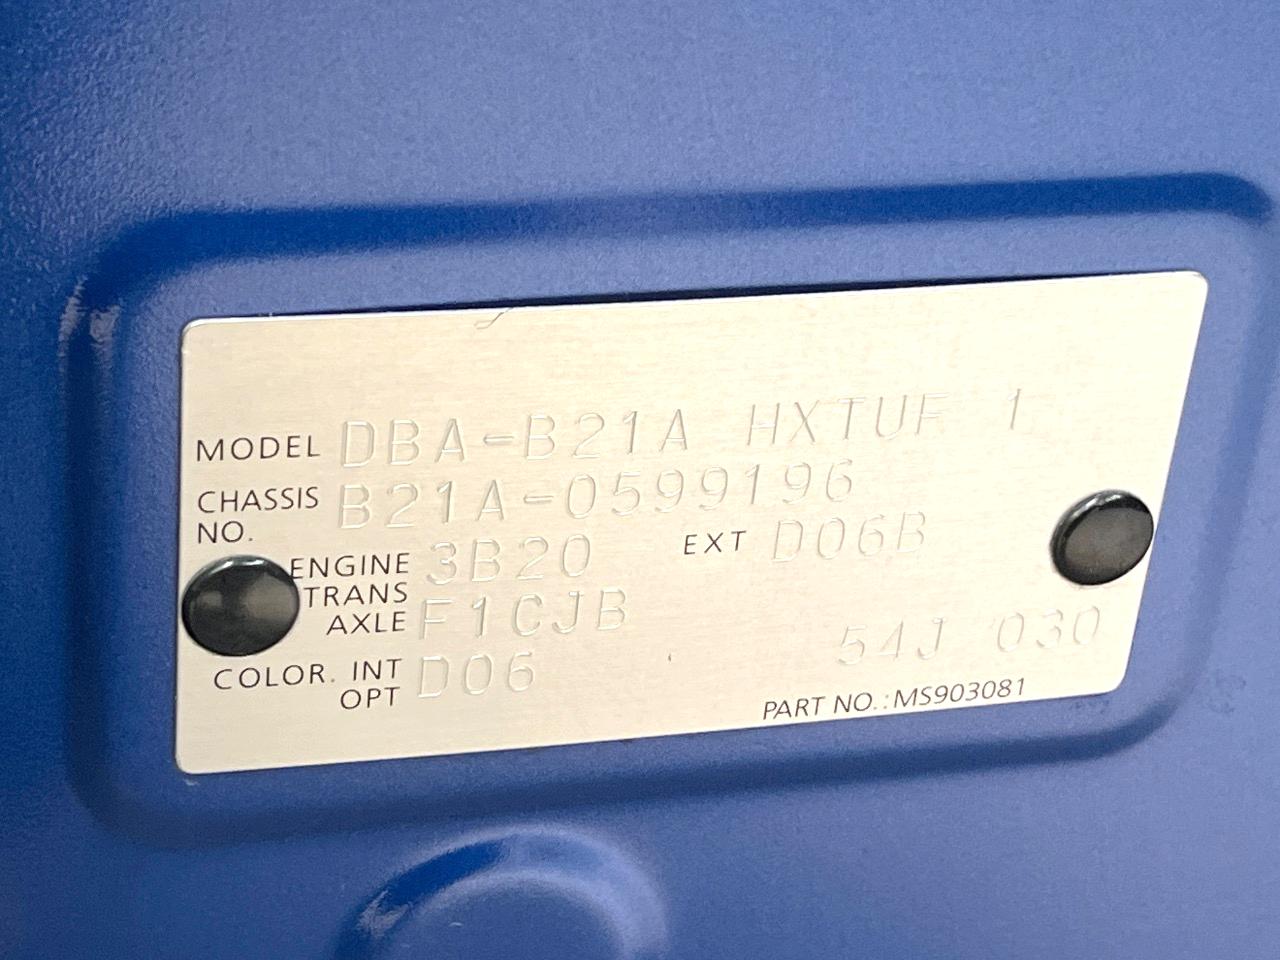 MODEL DBA-B21A HXTUF 1
CHASSIS NO. B21A-0599196
ENGINE 3B20 EXT D06B
TRANS AXLE F1CJB
COLOR. INT D06 54J 030
OPT
PART NO.:MS903081